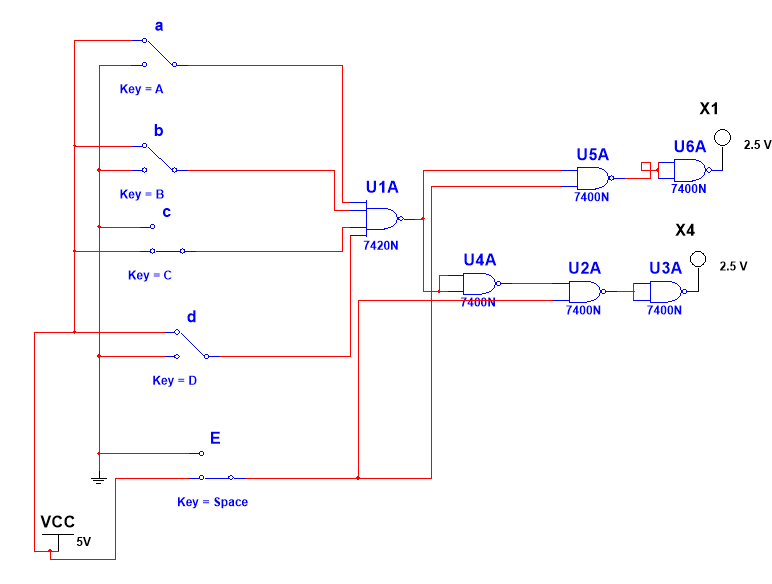 a
Key = A
b
Key = B
c
Key = C
d
Key = D
E
Key = Space
VCC
5V
U1A
7420N
U5A
7400N
U6A
7400N
X1
2.5 V
X4
2.5 V
U4A
7400N
U2A
7400N
U3A
7400N